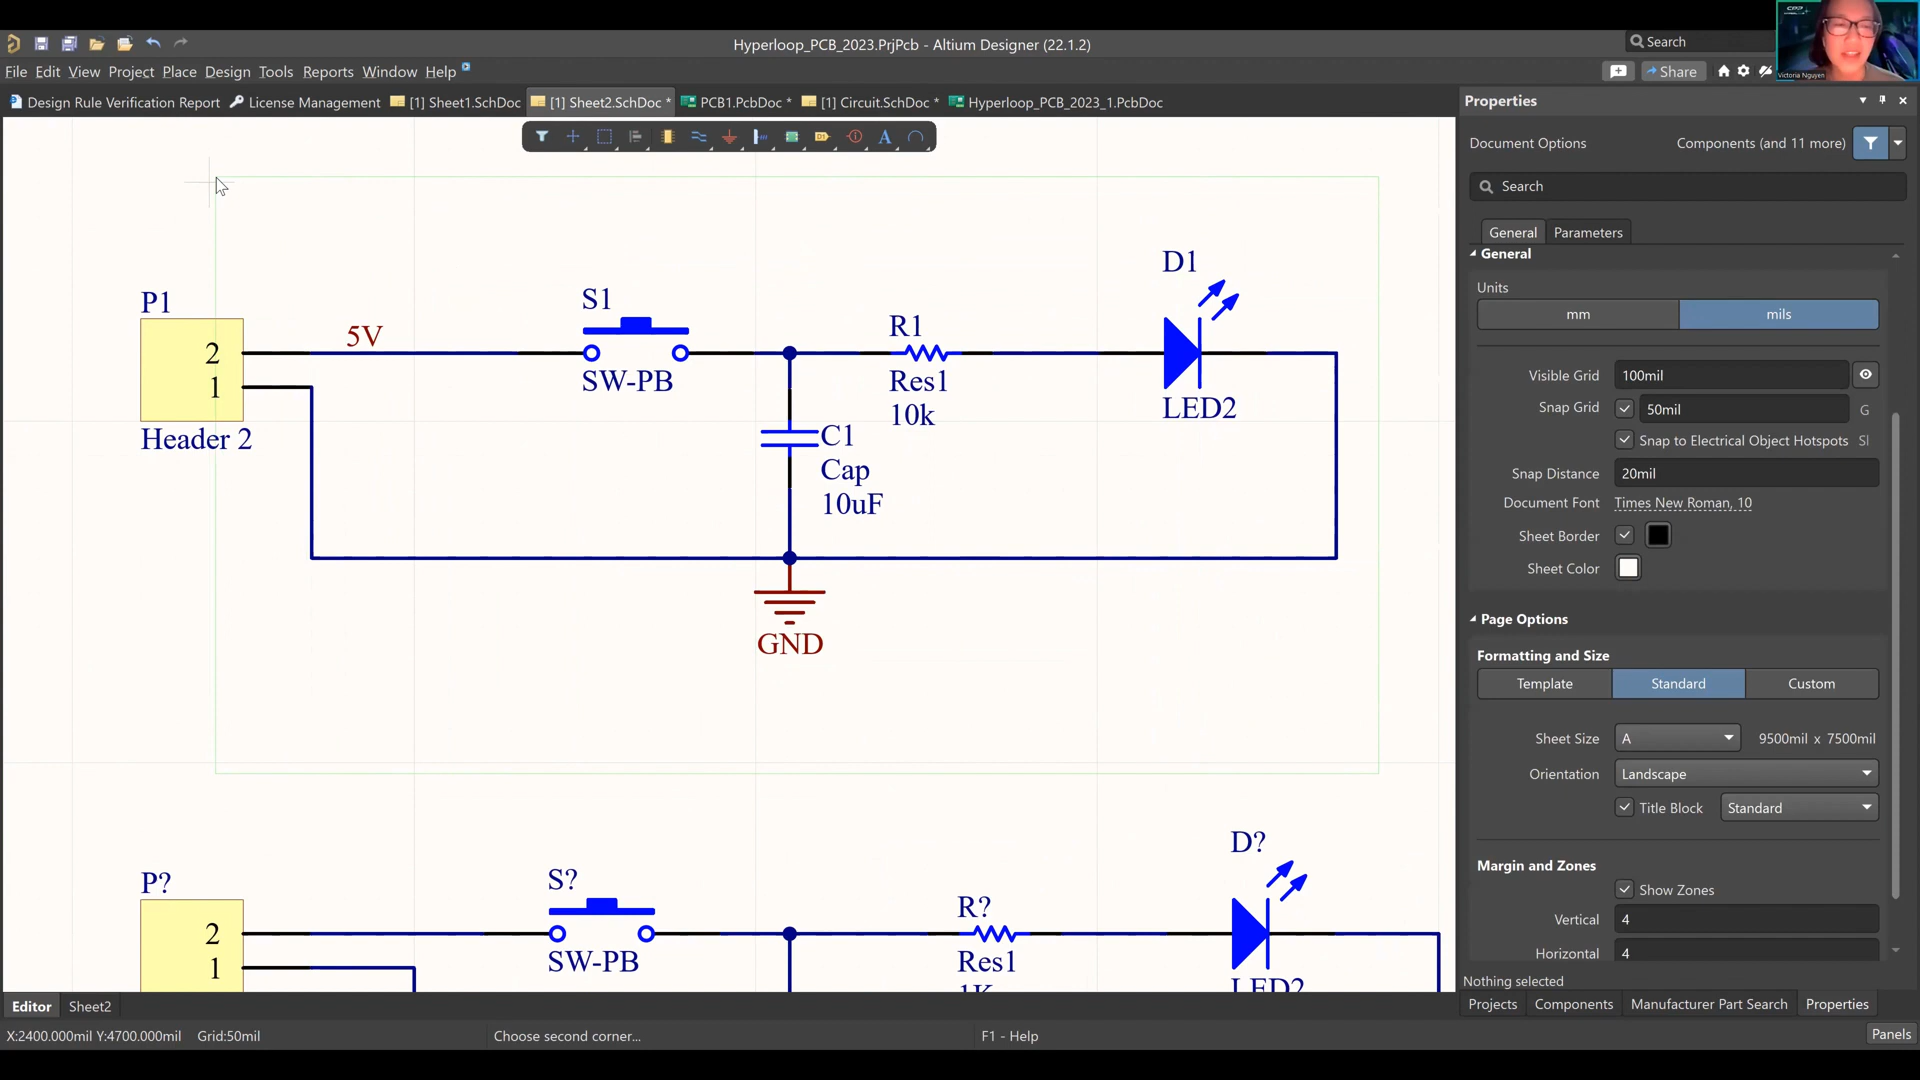 Hyperloop_PCB_2023.PrjPcb - Altium Designer (22.1.2)
Search
CPP
Victoria Nguyen
File Edit View Project Place Design Tools Reports Window Help
Share
Design Rule Verification Report
License Management
[1] Sheet1.SchDoc
[1] Sheet2.SchDoc *
PCB1.PcbDoc *
[1] Circuit.SchDoc *
Hyperloop_PCB_2023_1.PcbDoc
Properties
Document Options
Components (and 11 more)
Search
General
Parameters
General
Units
mm
mils
Visible Grid
100mil
Snap Grid
50mil
G
Snap to Electrical Object Hotspots
Snap Distance
20mil
Document Font
Times New Roman, 10
Sheet Border
Sheet Color
Page Options
Formatting and Size
Template
Standard
Custom
Sheet Size
A
9500mil x 7500mil
Orientation
Landscape
Title Block
Standard
Margin and Zones
Show Zones
Vertical
4
Horizontal
4
Nothing selected
Projects
Components
Manufacturer Part Search
Properties
Panels
P1
2
1
Header 2
5V
S1
SW-PB
R1
Res1
10k
D1
LED2
C1
Cap
10uF
GND
P?
2
1
S?
SW-PB
R?
Res1
1K
D?
LED2
Editor
Sheet2
X:2400.000mil Y:4700.000mil
Grid:50mil
Choose second corner...
F1 - Help